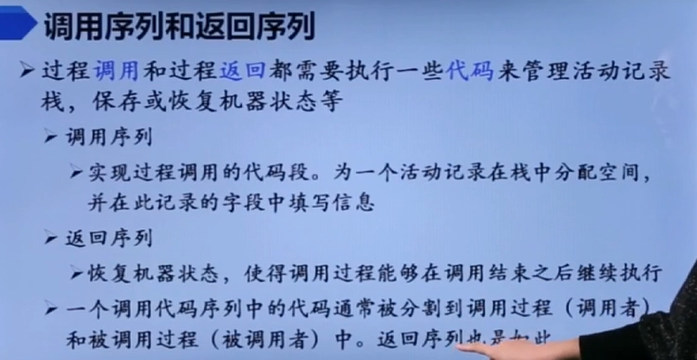 调用序列和返回序列
➢过程调用和过程返回都需要执行一些代码来管理活动记录
栈，保存或恢复机器状态等
➢调用序列
➢实现过程调用的代码段。为一个活动记录在栈中分配空间，
并在此记录的字段中填写信息
➢返回序列
➢恢复机器状态，使得调用过程能够在调用结束之后继续执行
➢一个调用代码序列中的代码通常被分割到调用过程（调用者）
和被调用过程（被调用者）中。返回序列也是如此